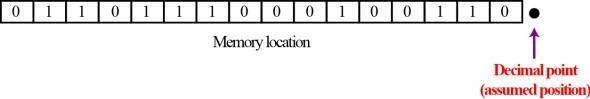 0 1 1 0 1 1 1 0 0 0 1 0 0 1 1 0
Memory location
Decimal point
(assumed position)